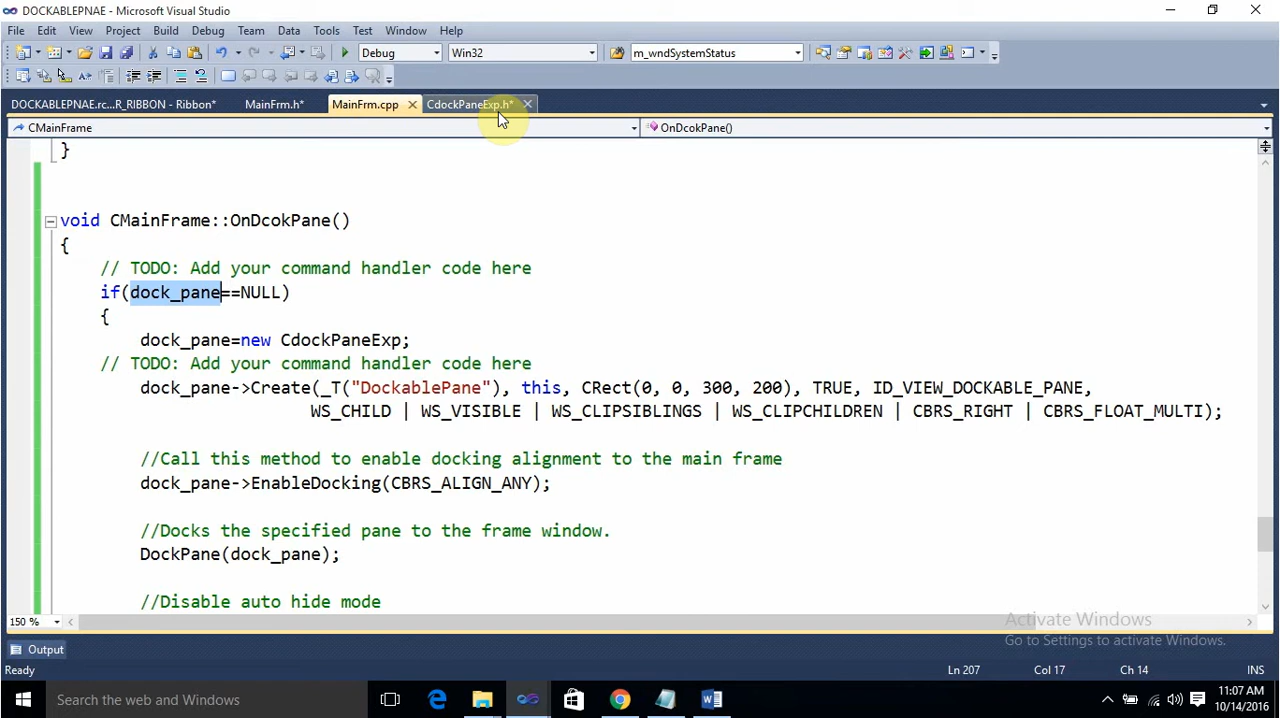 DOCKABLEPNAE - Microsoft Visual Studio
File Edit View Project Build Debug Team Data Tools Test Window Help
Debug Win32 m_wndSystemStatus
DOCKABLEPNAE.rc...R_RIBBON - Ribbon* MainFrm.h* MainFrm.cpp CdockPaneExp.h*
CMainFrame OnDcokPane()
}
void CMainFrame::OnDcokPane()
{
// TODO: Add your command handler code here
if(dock_pane==NULL)
{
dock_pane=new CdockPaneExp;
// TODO: Add your command handler code here
dock_pane->Create(_T("DockablePane"), this, CRect(0, 0, 300, 200), TRUE, ID_VIEW_DOCKABLE_PANE,
WS_CHILD | WS_VISIBLE | WS_CLIPSIBLINGS | WS_CLIPCHILDREN | CBRS_RIGHT | CBRS_FLOAT_MULTI);
//Call this method to enable docking alignment to the main frame
dock_pane->EnableDocking(CBRS_ALIGN_ANY);
//Docks the specified pane to the frame window.
DockPane(dock_pane);
//Disable auto hide mode
150 %
Activate Windows
Go to Settings to activate Windows.
Output
Ready Ln 207 Col 17 Ch 14 INS
Search the web and Windows
11:07 AM
10/14/2016